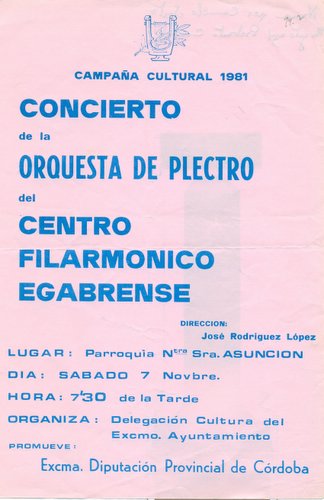 CAMPAÑA CULTURAL 1981
CONCIERTO
de la
ORQUESTA DE PLECTRO
del
CENTRO
FILARMONICO
EGABRENSE
DIRECCION:
José Rodriguez López
LUGAR: Parroquia Ntra Sra. ASUNCION
DIA: SABADO 7 Novbre.
HORA: 7'30 de la Tarde
ORGANIZA: Delegación Cultura del
Excmo. Ayuntamiento
PROMUEVE:
Excma. Diputación Provincial de Córdoba